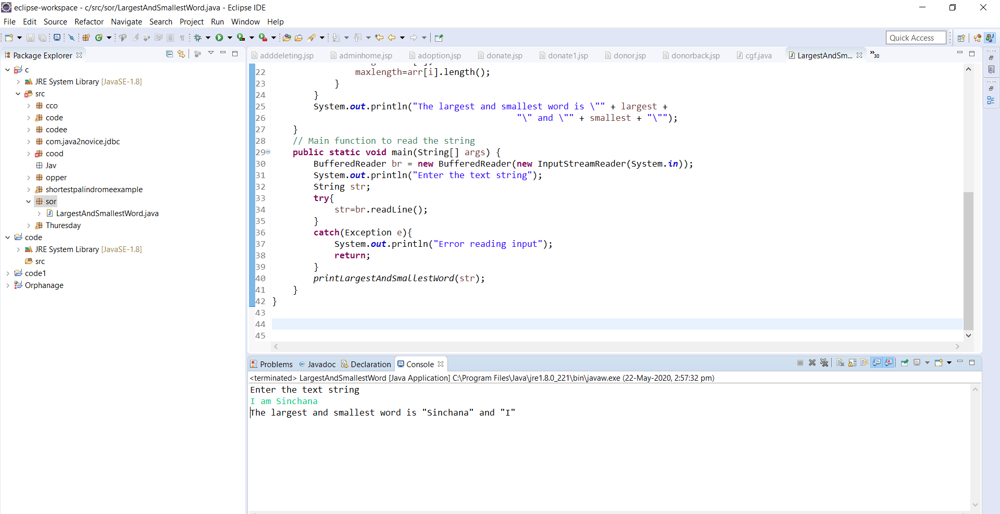 eclipse-workspace - c/src/sor/LargestAndSmallestWord.java - Eclipse IDE
File Edit Source Refactor Navigate Search Project Run Window Help
Quick Access
Package Explorer
c
JRE System Library [JavaSE-1.8]
src
cco
code
codee
com.java2novice.jdbc
cood
Jav
opper
shortestpalindromeexample
sor
LargestAndSmallestWord.java
Thuresday
code
JRE System Library [JavaSE-1.8]
src
code1
Orphanage
adddeleting.jsp adminhome.jsp adoption.jsp donate.jsp donate1.jsp donor.jsp donorback.jsp cgf.java LargestAndSm... »30
22 maxlength=arr[i].length();
23 }
24 }
25 System.out.println("The largest and smallest word is \"" + largest +
26 "\" and \"" + smallest + "\"");
27 }
28 // Main function to read the string
29 public static void main(String[] args) {
30 BufferedReader br = new BufferedReader(new InputStreamReader(System.in));
31 System.out.println("Enter the text string");
32 String str;
33 try{
34 str=br.readLine();
35 }
36 catch(Exception e){
37 System.out.println("Error reading input");
38 return;
39 }
40 printLargestAndSmallestWord(str);
41 }
42 }
43
44
45
Problems Javadoc Declaration Console
<terminated> LargestAndSmallestWord [Java Application] C:\Program Files\Java\jre1.8.0_221\bin\javaw.exe (22-May-2020, 2:57:32 pm)
Enter the text string
I am Sinchana
The largest and smallest word is "Sinchana" and "I"